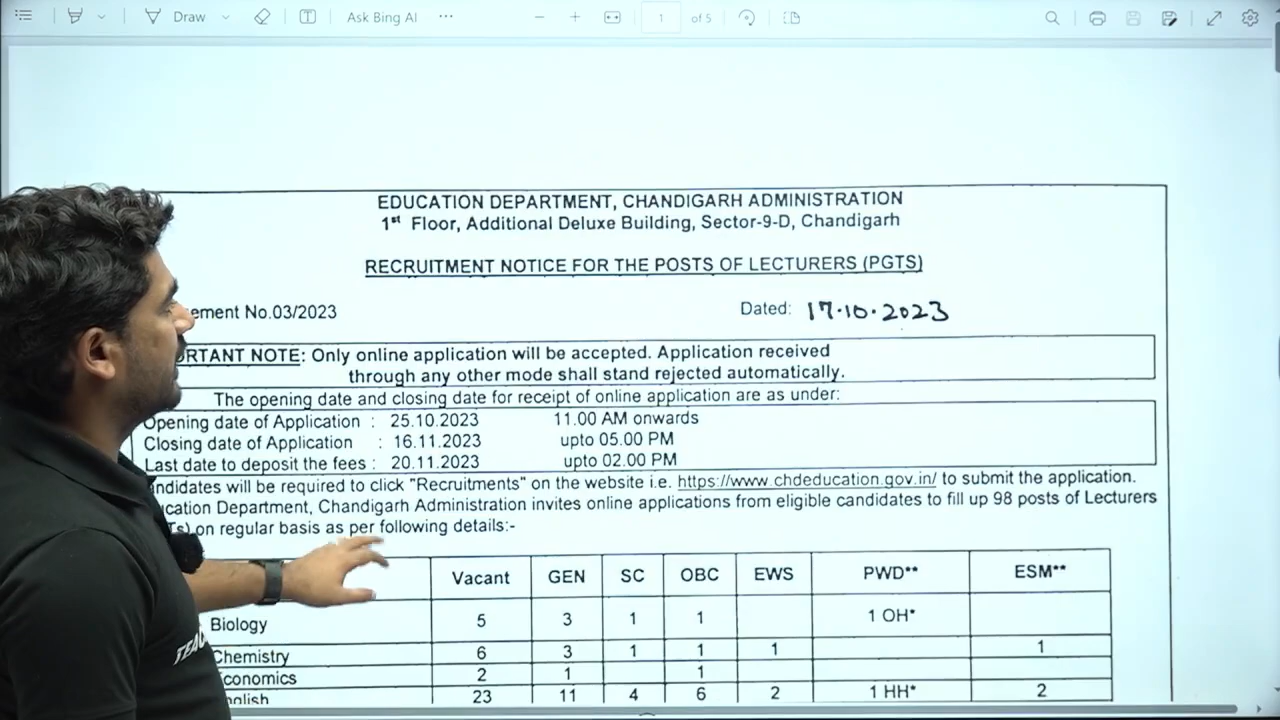 Draw
Ask Bing AI
1 of 5
EDUCATION DEPARTMENT, CHANDIGARH ADMINISTRATION
1st Floor, Additional Deluxe Building, Sector-9-D, Chandigarh
RECRUITMENT NOTICE FOR THE POSTS OF LECTURERS (PGTS)
ement No.03/2023 Dated: 17.10.2023
ORTANT NOTE: Only online application will be accepted. Application received
through any other mode shall stand rejected automatically.
The opening date and closing date for receipt of online application are as under:
Opening date of Application : 25.10.2023 11.00 AM onwards
Closing date of Application : 16.11.2023 upto 05.00 PM
Last date to deposit the fees : 20.11.2023 upto 02.00 PM
ndidates will be required to click "Recruitments" on the website i.e. https://www.chdeducation.gov.in/ to submit the application.
cation Department, Chandigarh Administration invites online applications from eligible candidates to fill up 98 posts of Lecturers
Ts) on regular basis as per following details:-
Vacant GEN SC OBC EWS PWD** ESM**
Biology 5 3 1 1 1 OH*
Chemistry 6 3 1 1 1 1
conomics 2 1 1
nglish 23 11 4 6 2 1 HH* 2